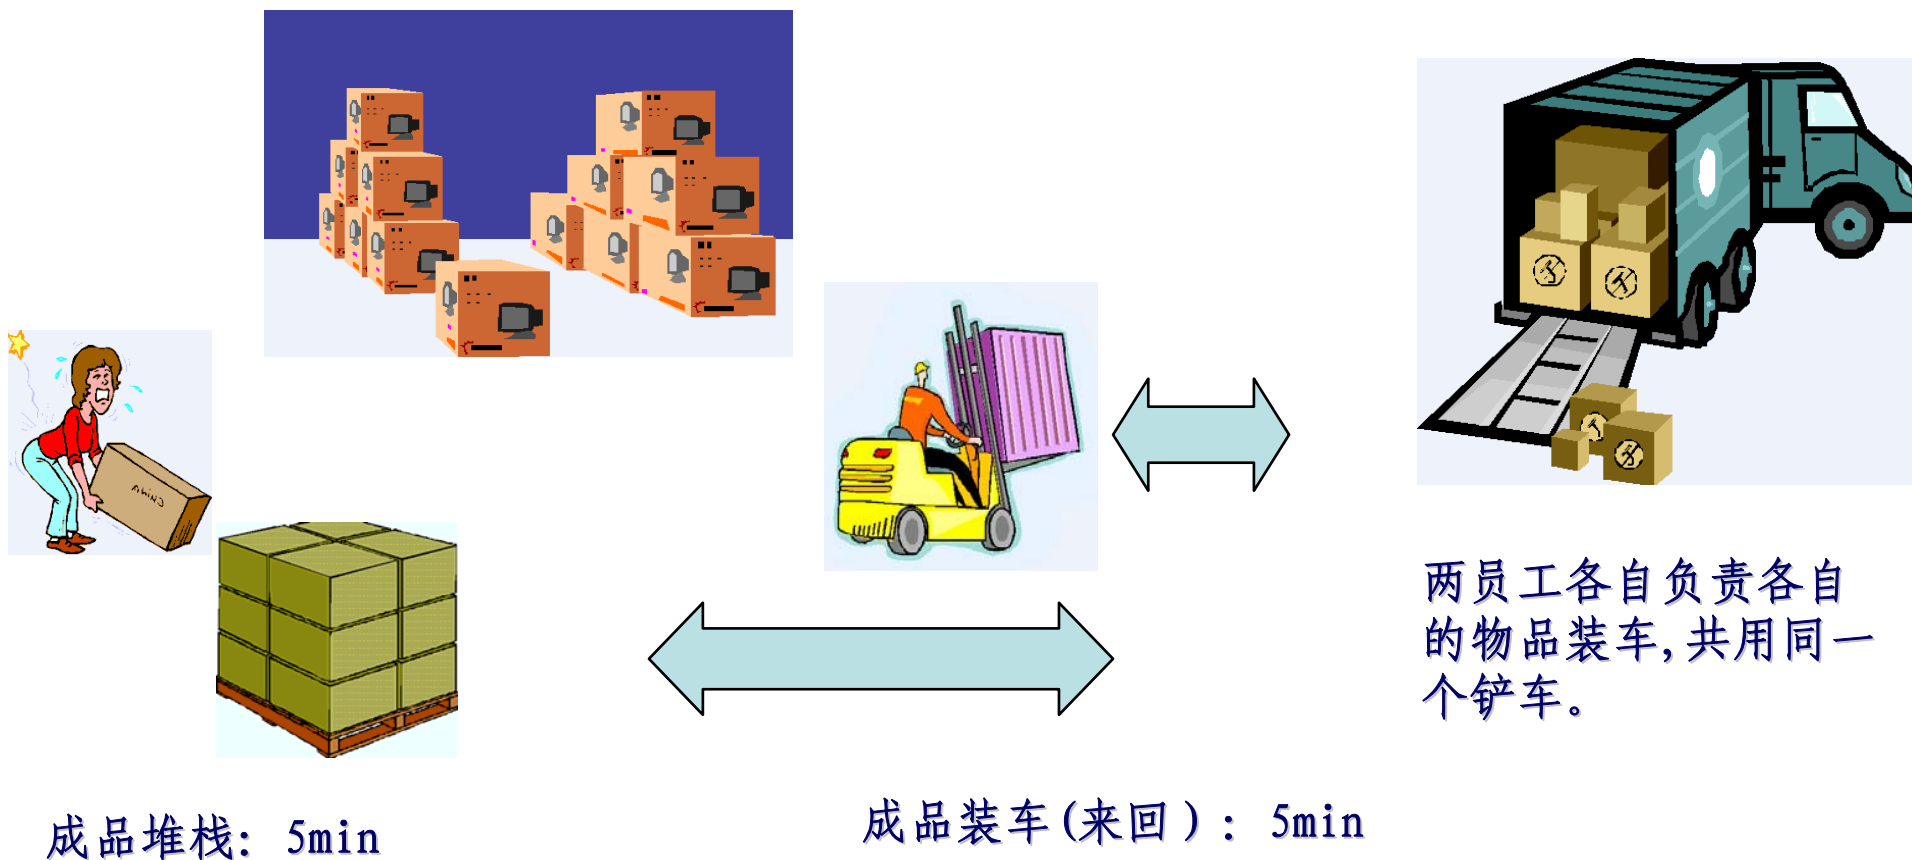 两员工各自负责各自
的物品装车,共用同一
个铲车。
成品堆栈: 5min
成品装车(来回): 5min